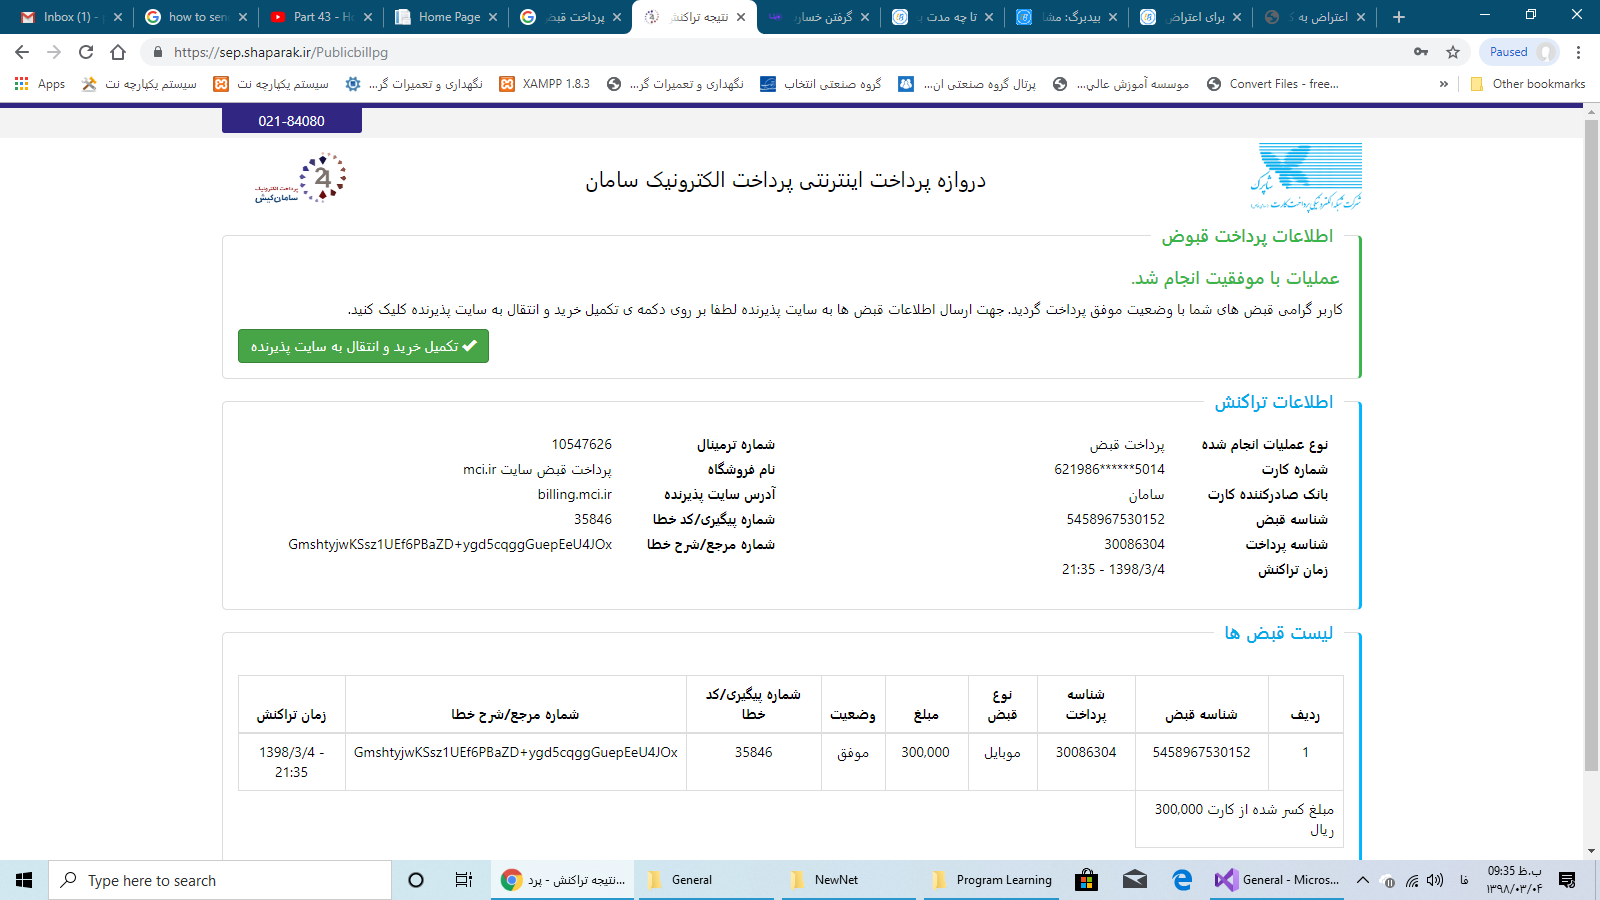 Inbox (1) -
how to sen
Part 43 - H
Home Page
پرداخت قبض
نتیجه تراکنش
گرفتن خسار
تا چه مدت ب
بیدبرگ: مشا
برای اعتراض
اعتراض به
https://sep.shaparak.ir/Publicbillpg
Paused
Apps
سیستم یکپارچه نت
سیستم یکپارچه نت
نگهداری و تعمیرات گر...
XAMPP 1.8.3
نگهداری و تعمیرات گر...
گروه صنعتی انتخاب
پرتال گروه صنعتی ان...
موسسه آموزش عالي...
Convert Files - free...
»
Other bookmarks
021-84080
24
پرداخت الکترونیک
سامان‌کیش
دروازه پرداخت اینترنتی پرداخت الکترونیک سامان
شاپرک
شرکت شبکه الکترونیکی پرداخت کارت
اطلاعات پرداخت قبوض
عملیات با موفقیت انجام شد.
کاربر گرامی قبض های شما با وضعیت موفق پرداخت گردید. جهت ارسال اطلاعات قبض ها به سایت پذیرنده لطفا بر روی دکمه ی تکمیل خرید و انتقال به سایت پذیرنده کلیک کنید.
تکمیل خرید و انتقال به سایت پذیرنده
اطلاعات تراکنش
نوع عملیات انجام شده پرداخت قبض شماره ترمینال 10547626
شماره کارت 621986******5014 نام فروشگاه پرداخت قبض سایت mci.ir
بانک صادرکننده کارت سامان آدرس سایت پذیرنده billing.mci.ir
شناسه قبض 5458967530152 شماره پیگیری/کد خطا 35846
شناسه پرداخت 30086304 شماره مرجع/شرح خطا GmshtyjwKSsz1UEf6PBaZD+ygd5cqggGuepEeU4JOx
زمان تراکنش 1398/3/4 - 21:35
لیست قبض ها
ردیف شناسه قبض شناسه پرداخت نوع قبض مبلغ وضعیت شماره پیگیری/کد خطا شماره مرجع/شرح خطا زمان تراکنش
1 5458967530152 30086304 موبایل 300,000 موفق 35846 GmshtyjwKSsz1UEf6PBaZD+ygd5cqggGuepEeU4JOx 1398/3/4 - 21:35
مبلغ کسر شده از کارت 300,000
ریال
Type here to search
نتیجه تراکنش - پرد...
General
NewNet
Program Learning
General - Micros...
فا
09:35 ب.ظ
۱۳۹۸/۰۳/۰۴